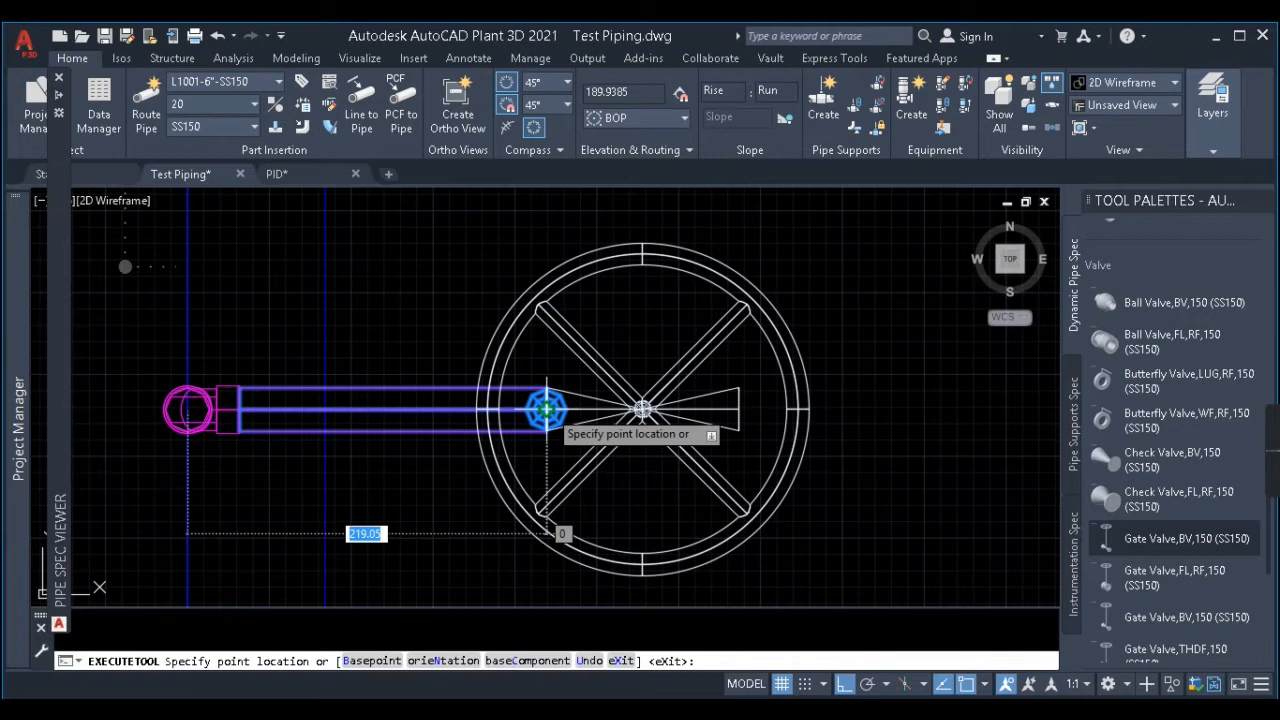 Autodesk AutoCAD Plant 3D 2021 Test Piping.dwg
Type a keyword or phrase
Sign In
P3D
Home Isos Structure Analysis Modeling Visualize Insert Annotate Manage Output Add-ins Collaborate Vault Express Tools Featured Apps
L1001-6"-SS150
20
SS150
Data
Manager
Route
Pipe
Line to
Pipe
PCF
PCF to
Pipe
Part Insertion
Create
Ortho View
Ortho Views
45°
45°
Compass
189.9385
BOP
Elevation & Routing
Rise : Run
Slope
Slope
Create
Pipe Supports
Create
Equipment
Show
All
Visibility
2D Wireframe
Unsaved View
View
Layers
Test Piping*
PID*
[2D Wireframe]
N
W TOP E
S
WCS
Specify point location or
219.05
0
Project Manager
PIPE SPEC VIEWER
TOOL PALETTES - AU...
Dynamic Pipe Spec
Pipe Supports Spec
Instrumentation Spec
Valve
Ball Valve,BV,150 (SS150)
Ball Valve,FL,RF,150
(SS150)
Butterfly Valve,LUG,RF,150
(SS150)
Butterfly Valve,WF,RF,150
(SS150)
Check Valve,BV,150
(SS150)
Check Valve,FL,RF,150
(SS150)
Gate Valve,BV,150 (SS150)
Gate Valve,FL,RF,150
(SS150)
Gate Valve,BV,150 (SS150)
Gate Valve,THDF,150
(SS150)
EXECUTETOOL Specify point location or [Basepoint orieNtation baseComponent Undo eXit] <eXit>:
MODEL
1:1